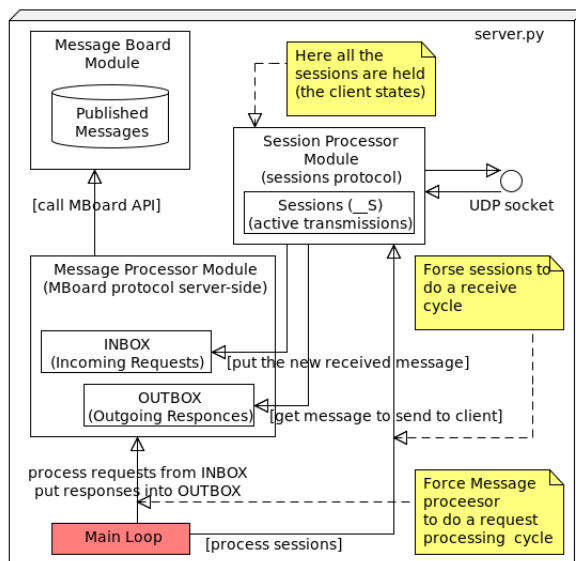 server.py
Message Board
Module
Published
Messages
Here all the
sessions are held
(the client states)
Session Processor
Module
(sessions protocol)
Sessions (__S)
(active transmissions)
UDP socket
[call MBoard API]
Message Processor Module
(MBoard protocol server-side)
Forse sessions to
do a receive
cycle
INBOX
(Incoming Requests)
[put the new received message]
OUTBOX
(Outgoing Responces)
[get message to send to client]
process requests from INBOX
put responses into OUTBOX
Force Message
proceesor
to do a request
processing cycle
Main Loop
[process sessions]